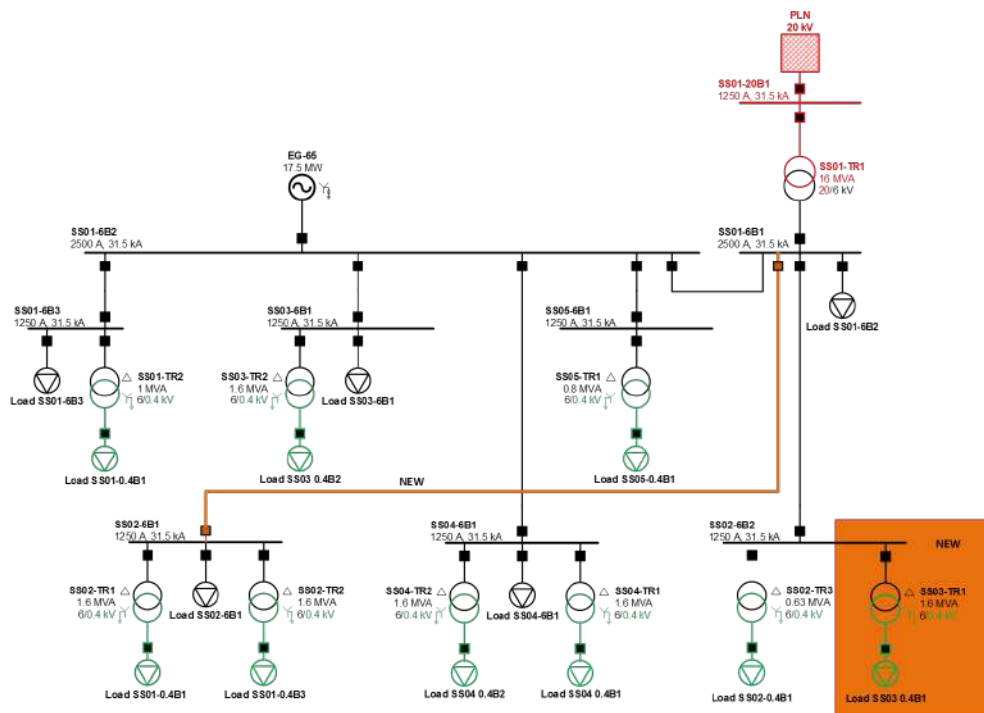 PLN
20 kV
SS01-20B1
1250 A, 31.5 kA
SS01-TR1
16 MVA
20/6 kV
EG-65
17.5 MW
SS01-6B2
2500 A, 31.5 kA
SS01-6B1
2500 A, 31.5 kA
Load SS01-6B2
SS01-6B3
1250 A, 31.5 kA
SS03-6B1
1250 A, 31.5 kA
SS05-6B1
1250 A, 31.5 kA
SS01-TR2
1 MVA
6/0.4 kV
Load SS01-6B3
SS03-TR2
1.6 MVA
6/0.4 kV
Load SS03-6B1
SS05-TR1
0.8 MVA
6/0.4 kV
Load SS01-0.4B1
Load SS03 0.4B2
Load SS05-0.4B1
NEW
SS02-6B1
1250 A, 31.5 kA
SS04-6B1
1250 A, 31.5 kA
SS02-6B2
1250 A, 31.5 kA
NEW
SS02-TR1
1.6 MVA
6/0.4 kV
Load SS02-6B1
SS02-TR2
1.6 MVA
6/0.4 kV
SS04-TR2
1.6 MVA
6/0.4 kV
Load SS04-6B1
SS04-TR1
1.6 MVA
6/0.4 kV
SS02-TR3
0.63 MVA
6/0.4 kV
SS03-TR1
1.6 MVA
6/0.4 kV
Load SS01-0.4B1
Load SS01-0.4B3
Load SS04 0.4B2
Load SS04 0.4B1
Load SS02-0.4B1
Load SS03 0.4B1